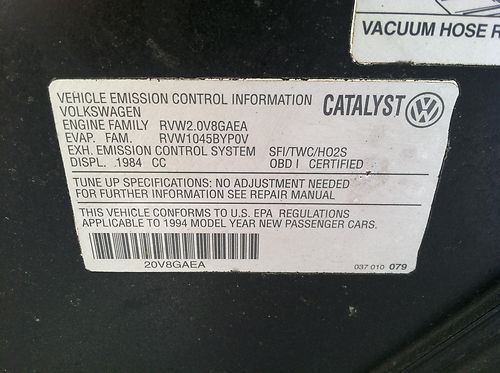 VACUUM HOSE R
VEHICLE EMISSION CONTROL INFORMATION
CATALYST
VOLKSWAGEN
ENGINE FAMILY RVW2.0V8GAEA
EVAP. FAM. RVW1045BYP0V
EXH. EMISSION CONTROL SYSTEM SFI/TWC/HO2S
DISPL. 1984 CC OBD I CERTIFIED
TUNE UP SPECIFICATIONS: NO ADJUSTMENT NEEDED
FOR FURTHER INFORMATION SEE REPAIR MANUAL
THIS VEHICLE CONFORMS TO U.S. EPA REGULATIONS
APPLICABLE TO 1994 MODEL YEAR NEW PASSENGER CARS.
20V8GAEA
037 010 079